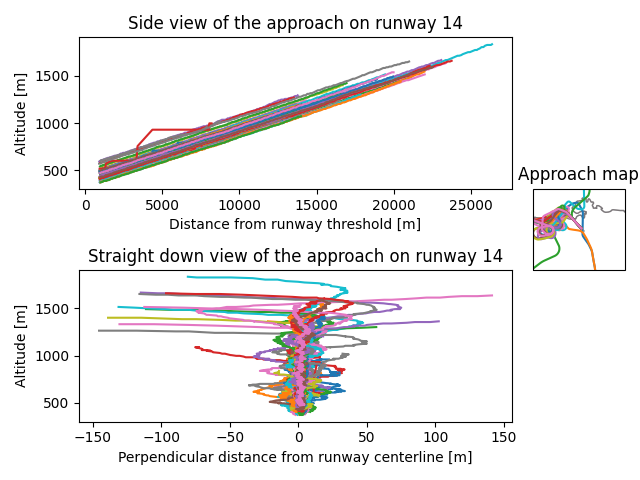 Side view of the approach on runway 14
Altitude [m]
1500
1000
500
0
5000
10000
15000
20000
25000
Distance from runway threshold [m]
Approach map
Straight down view of the approach on runway 14
Altitude [m]
1500
1000
500
−150
−100
−50
0
50
100
150
Perpendicular distance from runway centerline [m]